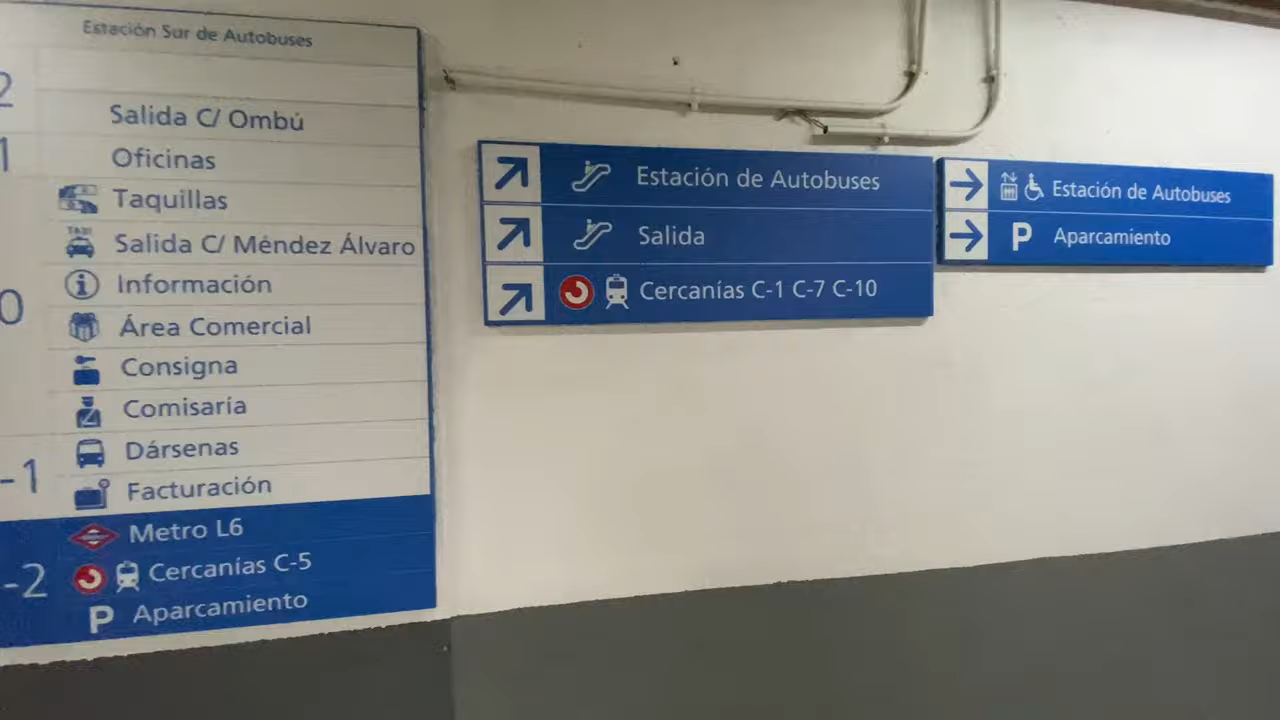 Estación Sur de Autobuses
2
Salida C/ Ombú
1
Oficinas
Taquillas
TAXI
Salida C/ Méndez Álvaro
Información
0
Área Comercial
Consigna
Comisaría
Dársenas
-1
Facturación
Metro L6
-2
Cercanías C-5
P Aparcamiento
Estación de Autobuses
Salida
Cercanías C-1 C-7 C-10
Estación de Autobuses
P Aparcamiento